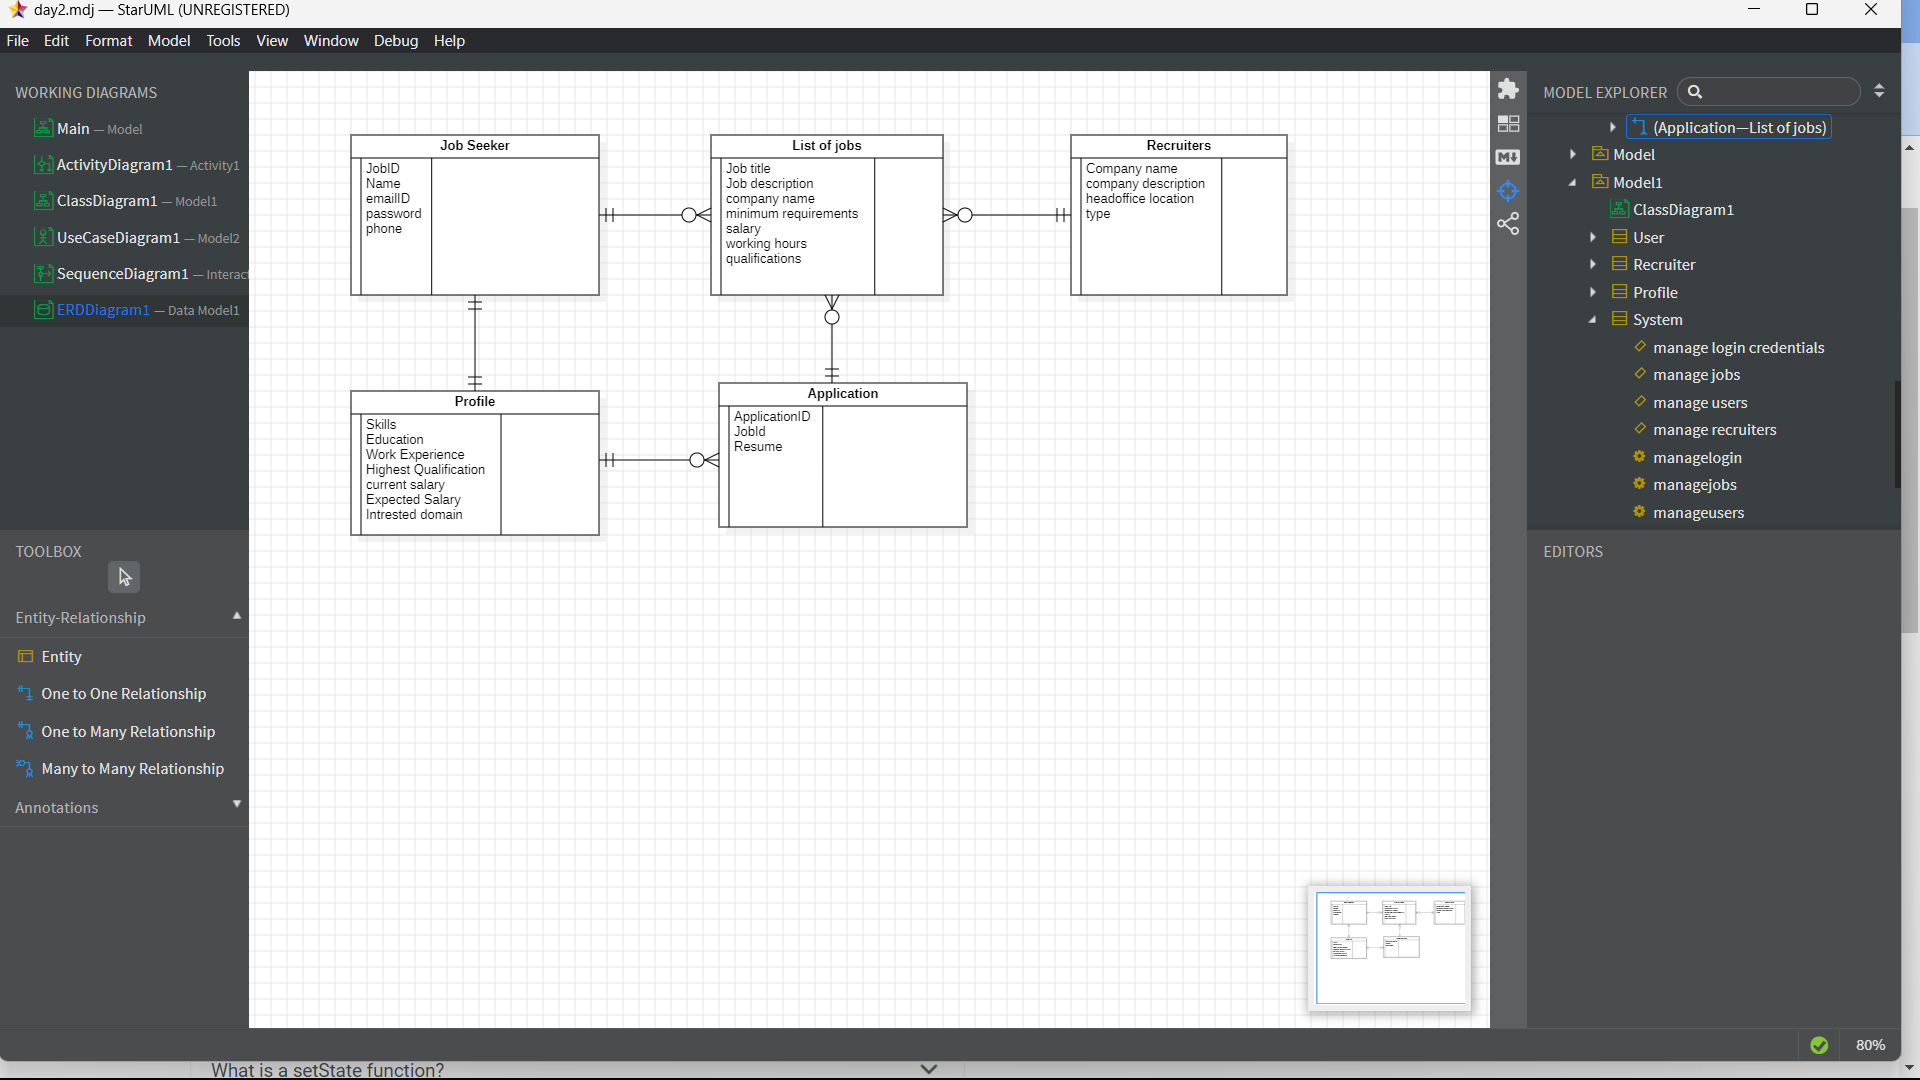 day2.mdj — StarUML (UNREGISTERED)
File Edit Format Model Tools View Window Debug Help
WORKING DIAGRAMS
Main — Model
ActivityDiagram1 — Activity1
ClassDiagram1 — Model1
UseCaseDiagram1 — Model2
SequenceDiagram1 — Interac
ERDDiagram1 — Data Model1
TOOLBOX
Entity-Relationship
Entity
One to One Relationship
One to Many Relationship
Many to Many Relationship
Annotations
Job Seeker
JobID
Name
emailID
password
phone
List of jobs
Job title
Job description
company name
minimum requirements
salary
working hours
qualifications
Recruiters
Company name
company description
headoffice location
type
Profile
Skills
Education
Work Experience
Highest Qualification
current salary
Expected Salary
Intrested domain
Application
ApplicationID
JobId
Resume
MODEL EXPLORER
(Application—List of jobs)
Model
Model1
ClassDiagram1
User
Recruiter
Profile
System
manage login credentials
manage jobs
manage users
manage recruiters
managelogin
managejobs
manageusers
EDITORS
80%
What is a setState function?